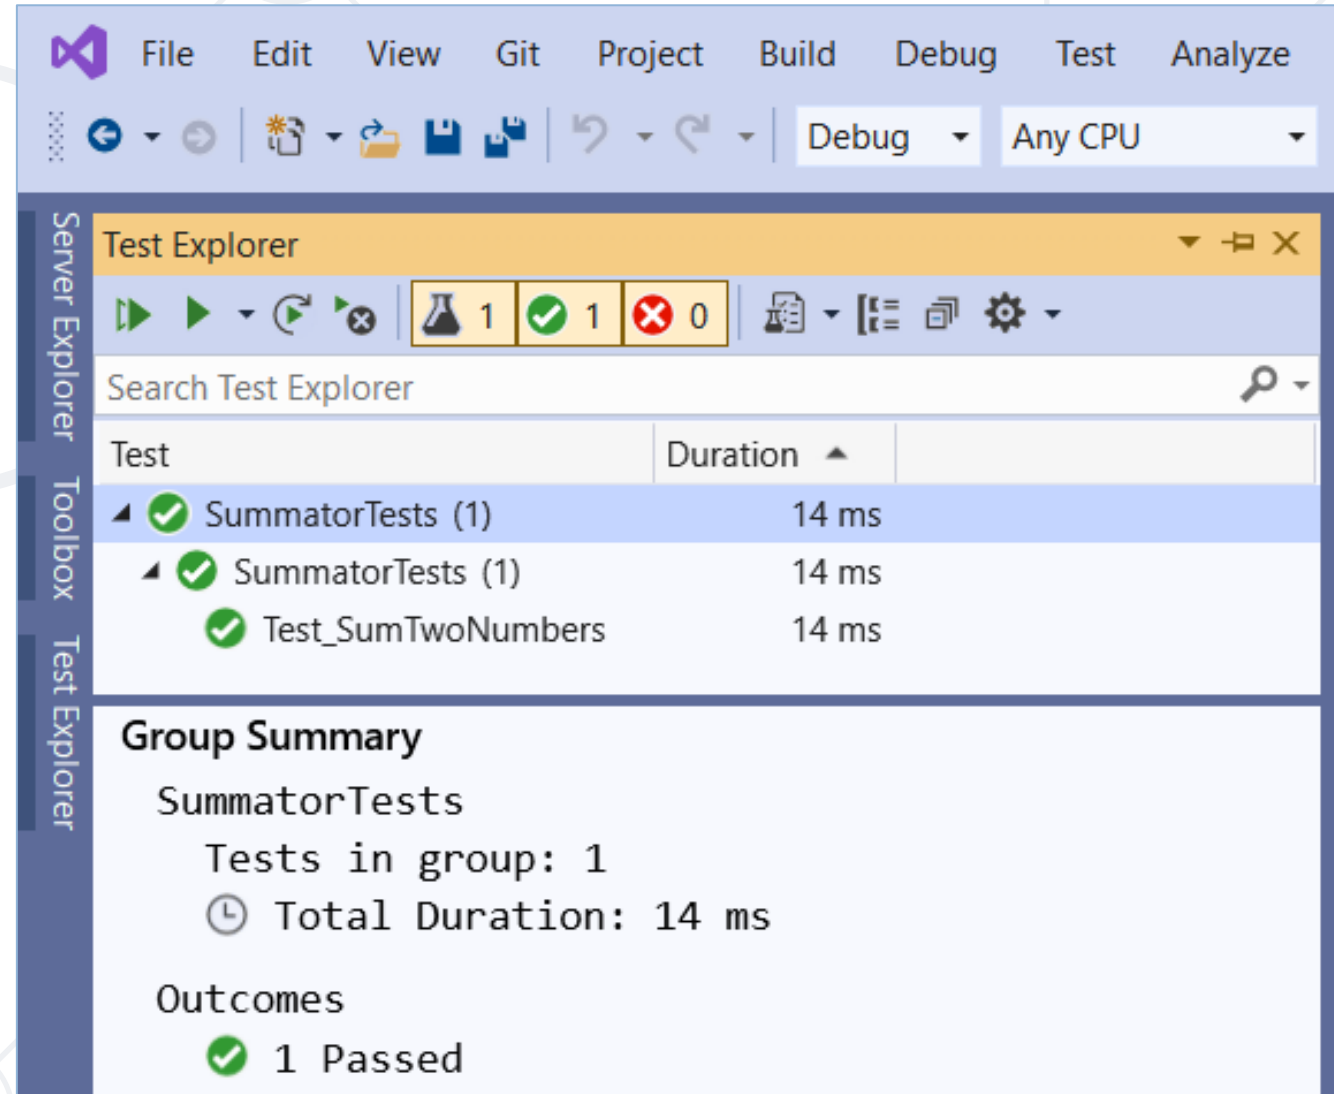 File Edit View Git Project Build Debug Test Analyze
Debug Any CPU
Server Explorer
Toolbox
Test Explorer
Test Explorer
1 1 0
Search Test Explorer
Test Duration
SummatorTests (1) 14 ms
SummatorTests (1) 14 ms
Test_SumTwoNumbers 14 ms
Group Summary
SummatorTests
Tests in group: 1
Total Duration: 14 ms
Outcomes
1 Passed